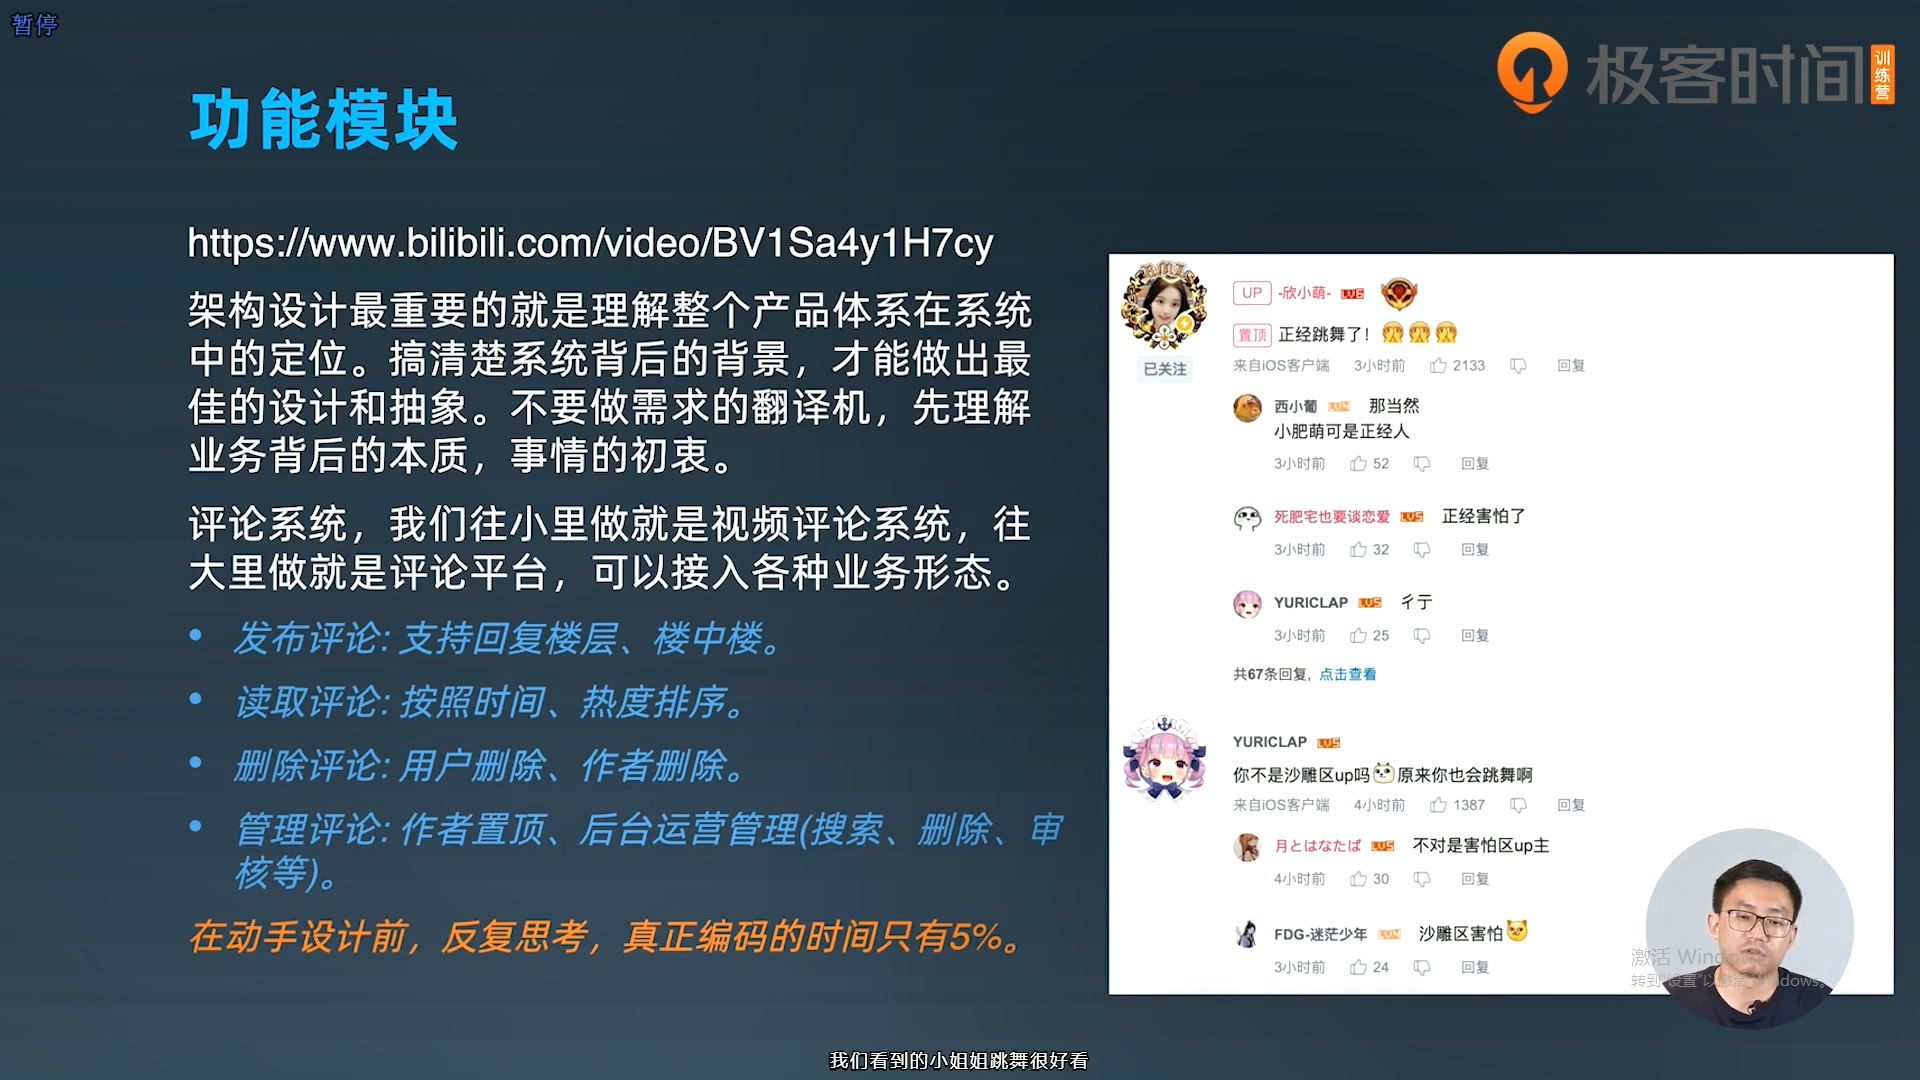 暂停
极客时间
训练营
功能模块
https://www.bilibili.com/video/BV1Sa4y1H7cy
架构设计最重要的就是理解整个产品体系在系统
中的定位。搞清楚系统背后的背景，才能做出最
佳的设计和抽象。不要做需求的翻译机，先理解
业务背后的本质，事情的初衷。
评论系统，我们往小里做就是视频评论系统，往
大里做就是评论平台，可以接入各种业务形态。
• 发布评论: 支持回复楼层、楼中楼。
• 读取评论: 按照时间、热度排序。
• 删除评论: 用户删除、作者删除。
• 管理评论: 作者置顶、后台运营管理(搜索、删除、审
核等)。
在动手设计前，反复思考，真正编码的时间只有5%。
UP -欣小萌- LV6
置顶 正经跳舞了!
已关注
来自iOS客户端 3小时前 2133 回复
西小葡 LV4 那当然
小肥萌可是正经人
3小时前 52 回复
死肥宅也要谈恋爱 LV5 正经害怕了
3小时前 32 回复
YURICLAP LV5 彳亍
3小时前 25 回复
共67条回复, 点击查看
YURICLAP LV5
你不是沙雕区up吗原来你也会跳舞啊
来自iOS客户端 4小时前 1387 回复
月とはなたば LV5 不对是害怕区up主
4小时前 30 回复
FDG-迷茫少年 LV4 沙雕区害怕
3小时前 24 回复
激活 Windows
转到"设置"以激活 Windows。
我们看到的小姐姐跳舞很好看